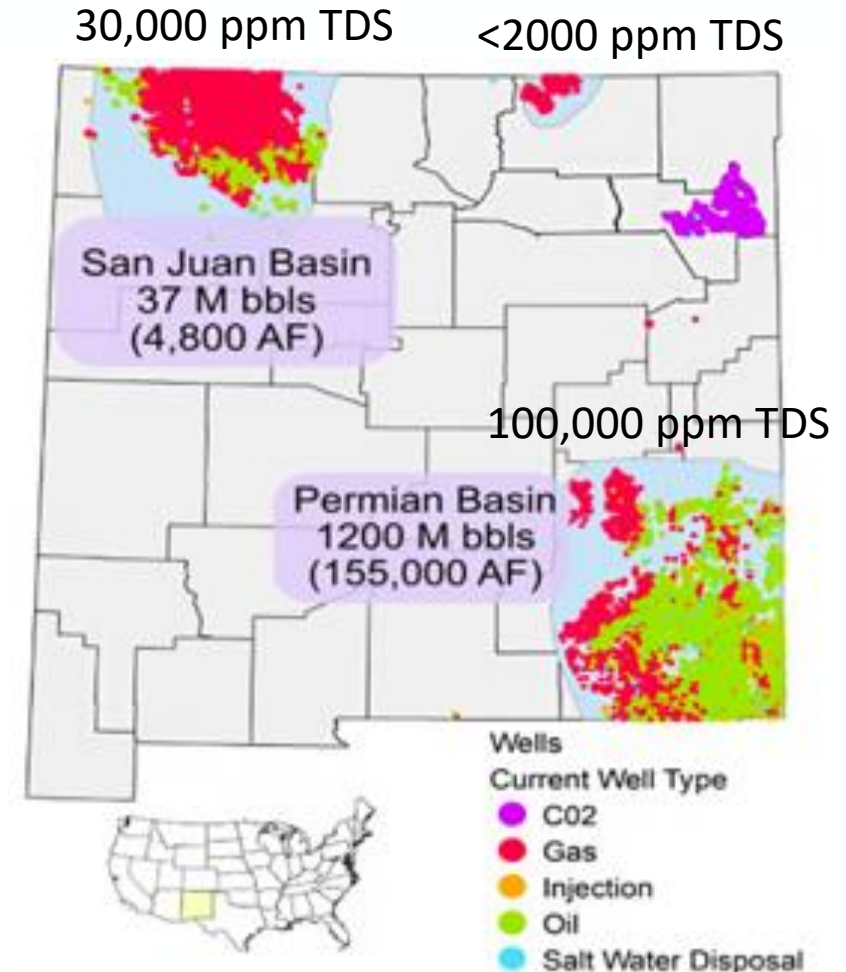 30,000 ppm TDS
<2000 ppm TDS
San Juan Basin
37 M bbls
(4,800 AF)
100,000 ppm TDS
Permian Basin
1200 M bbls
(155,000 AF)
Wells
Current Well Type
C02
Gas
Injection
Oil
Salt Water Disposal